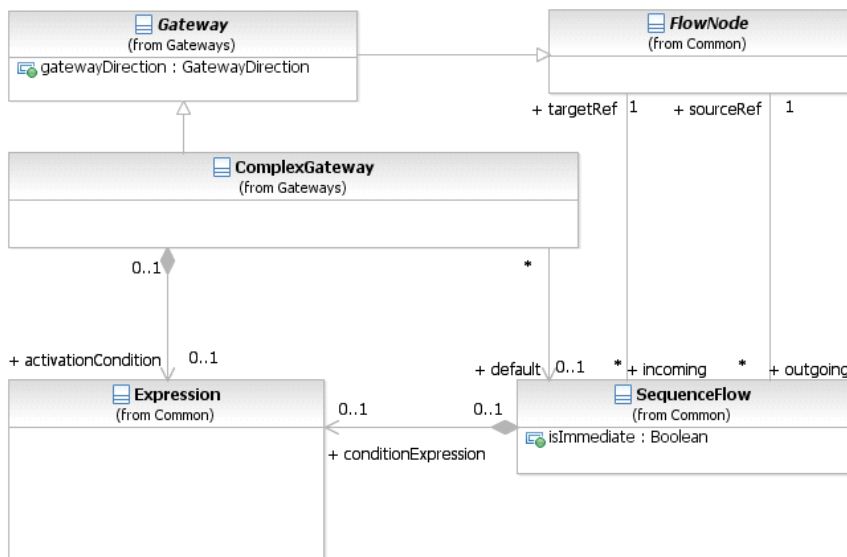 Gateway
(from Gateways)
gatewayDirection : GatewayDirection
FlowNode
(from Common)
+ targetRef 1 + sourceRef 1
ComplexGateway
(from Gateways)
0..1 *
+ activationCondition 0..1
+ default 0..1 * + incoming * + outgoing
Expression
(from Common)
SequenceFlow
(from Common)
isImmediate : Boolean
0..1 0..1
+ conditionExpression